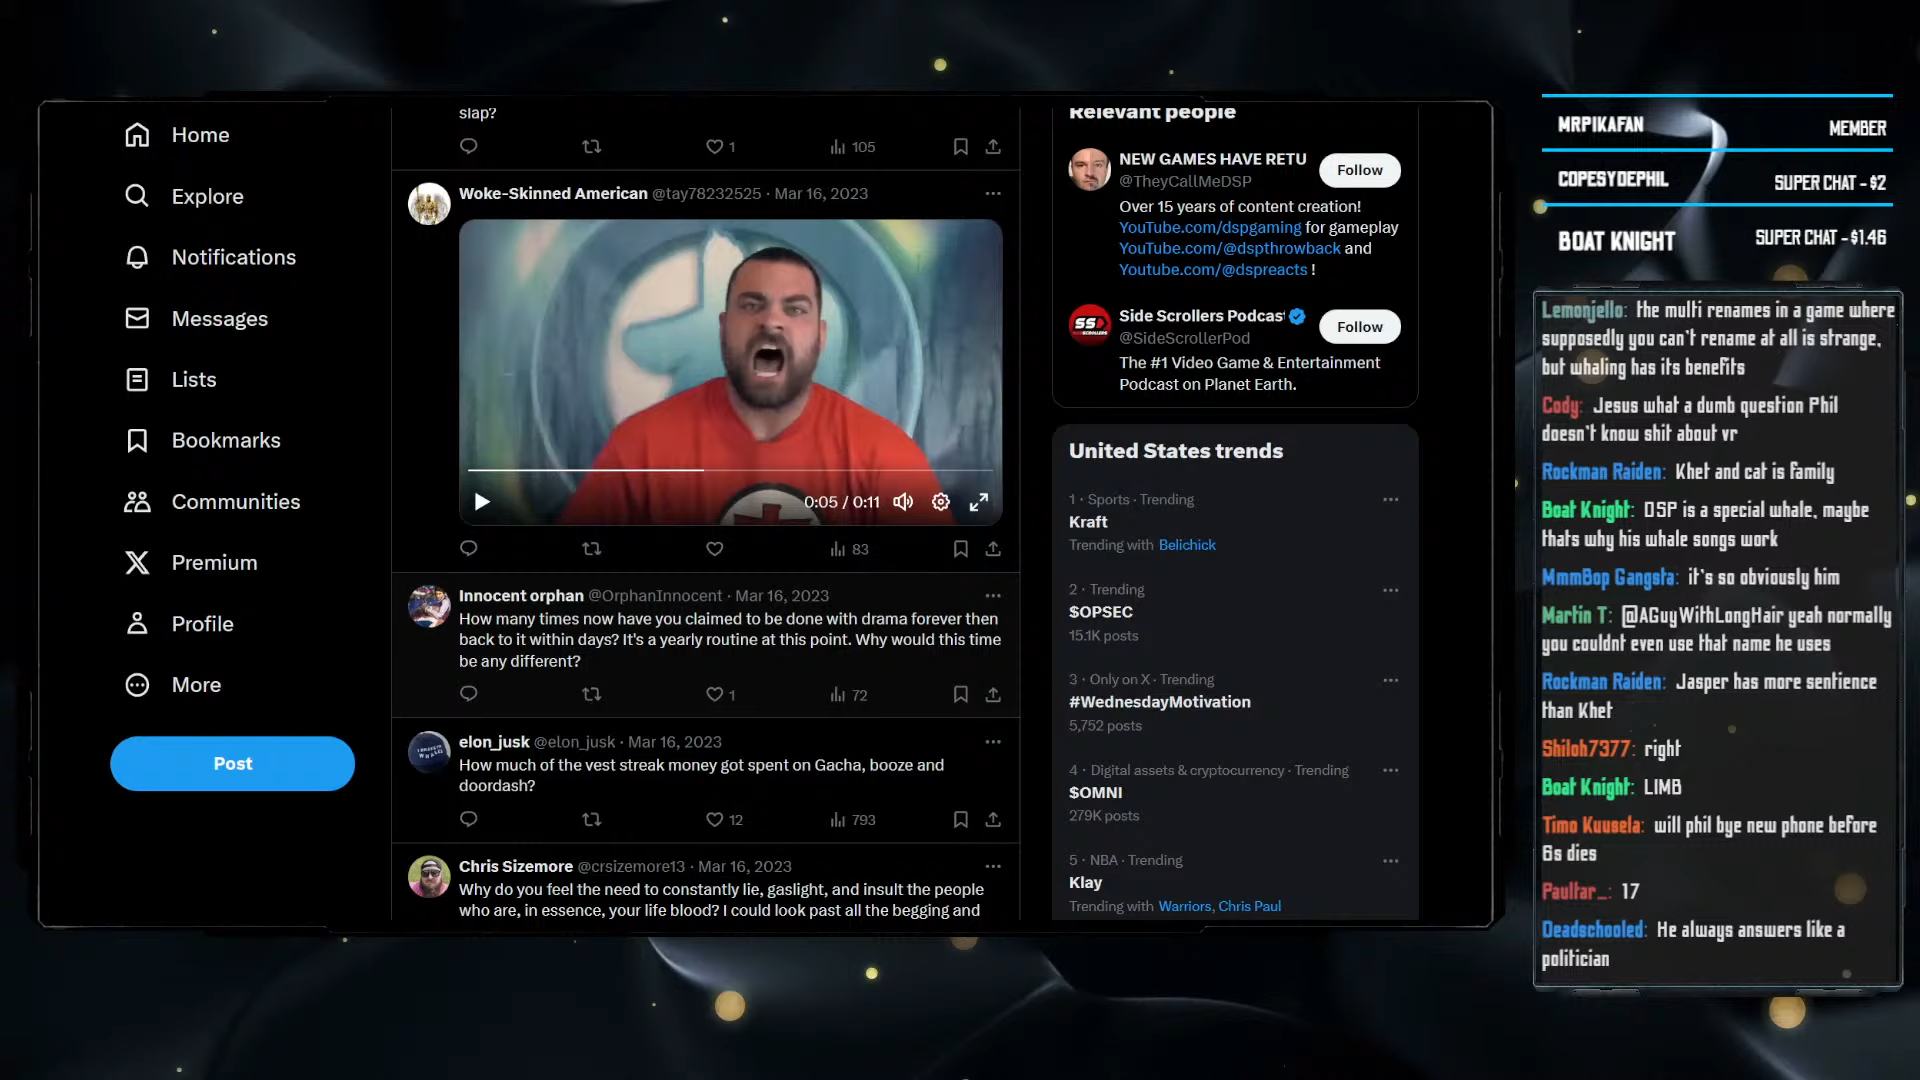 Home
Explore
Notifications
Messages
Lists
Bookmarks
Communities
Premium
Profile
More
Post
slap?
1
105
Woke-Skinned American @tay78232525 · Mar 16, 2023
0:05 / 0:11
83
Innocent orphan @OrphanInnocent · Mar 16, 2023
How many times now have you claimed to be done with drama forever then
back to it within days? It's a yearly routine at this point. Why would this time
be any different?
1
72
elon_jusk @elon_jusk · Mar 16, 2023
How much of the vest streak money got spent on Gacha, booze and
doordash?
12
793
Chris Sizemore @crsizemore13 · Mar 16, 2023
Why do you feel the need to constantly lie, gaslight, and insult the people
who are, in essence, your life blood? I could look past all the begging and
Relevant people
NEW GAMES HAVE RETU
@TheyCallMeDSP
Follow
Over 15 years of content creation!
YouTube.com/dspgaming for gameplay
YouTube.com/@dspthrowback and
Youtube.com/@dspreacts !
SS
Side Scrollers Podcast
@SideScrollerPod
Follow
The #1 Video Game & Entertainment
Podcast on Planet Earth.
United States trends
1 · Sports · Trending
Kraft
Trending with Belichick
2 · Trending
$OPSEC
15.1K posts
3 · Only on X · Trending
#WednesdayMotivation
5,752 posts
4 · Digital assets & cryptocurrency · Trending
$OMNI
279K posts
5 · NBA · Trending
Klay
Trending with Warriors, Chris Paul
MRPIKAFAN MEMBER
COPESYDEPHIL SUPER CHAT - $2
BOAT KNIGHT SUPER CHAT - $1.46
Lemonjello: the multi renames in a game where
supposedly you can't rename at all is strange,
but whaling has its benefits
Cody: Jesus what a dumb question Phil
doesn't know shit about vr
Rockman Raiden: Khet and cat is family
Boat Knight: DSP is a special whale, maybe
thats why his whale songs work
MmmBop Gangsta: it's so obviously him
Martin T: @AGuyWithLongHair yeah normally
you couldnt even use that name he uses
Rockman Raiden: Jasper has more sentience
than Khet
Shiloh7377: right
Boat Knight: LIMB
Timo Kuusela: will phil bye new phone before
6s dies
Paultar_: 17
Deadschooled: He always answers like a
politician